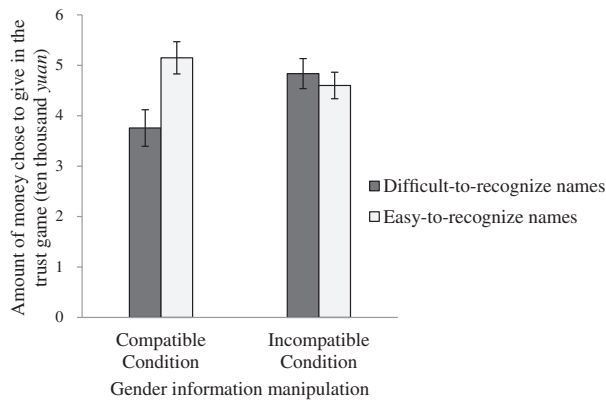 Amount of money chose to give in the
trust game (ten thousand yuan)
6
5
4
3
2
1
0
Difficult-to-recognize names
Easy-to-recognize names
Compatible
Condition
Incompatible
Condition
Gender information manipulation